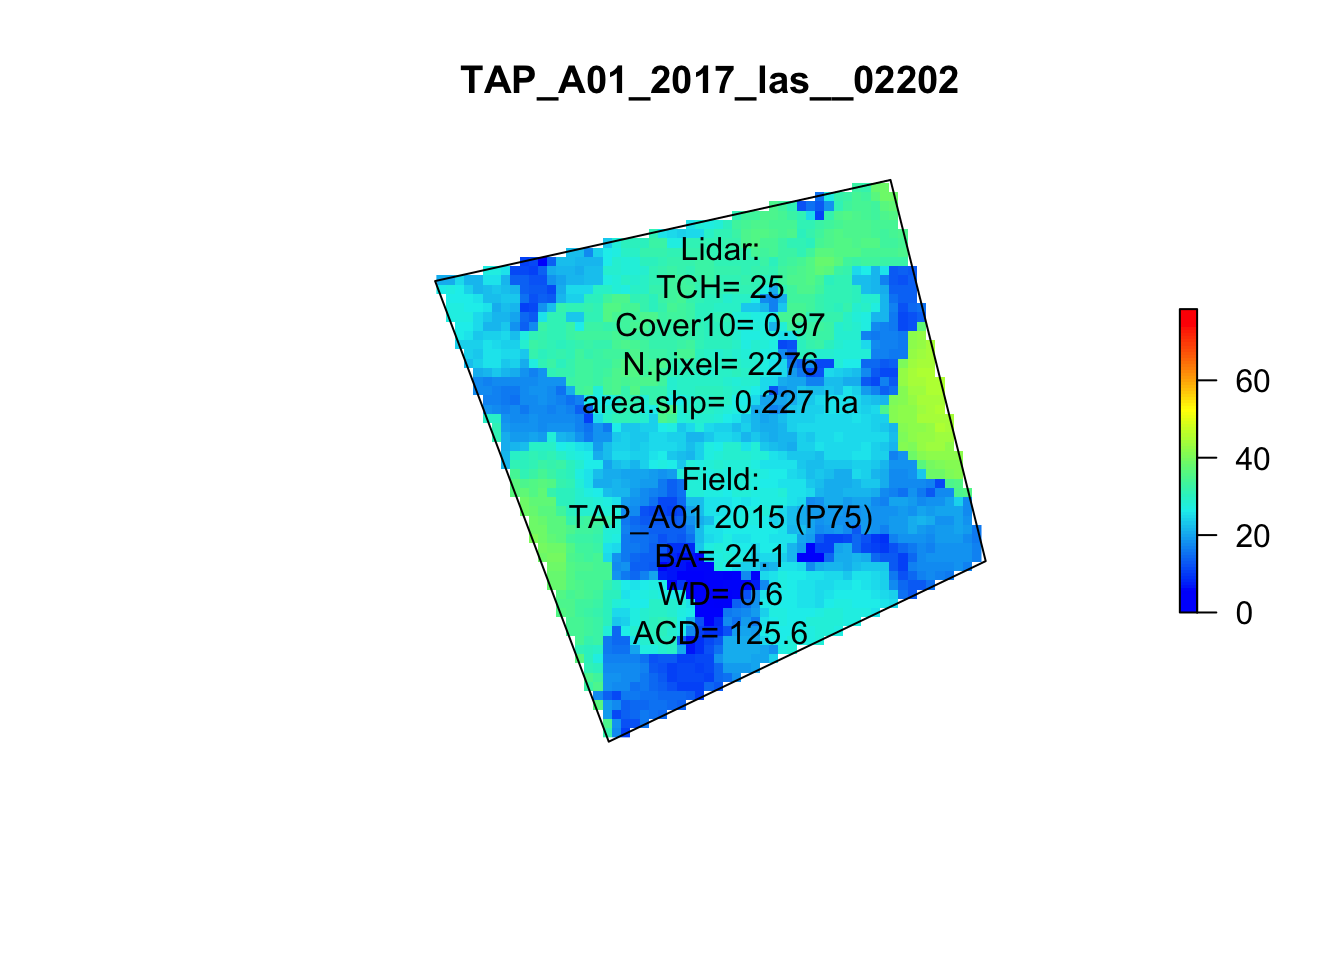 TAP_A01_2017_las__02202
Lidar:
TCH= 25
Cover10= 0.97
N.pixel= 2276
area.shp= 0.227 ha
Field:
TAP_A01 2015 (P75)
BA= 24.1
WD= 0.6
ACD= 125.6
60
40
20
0